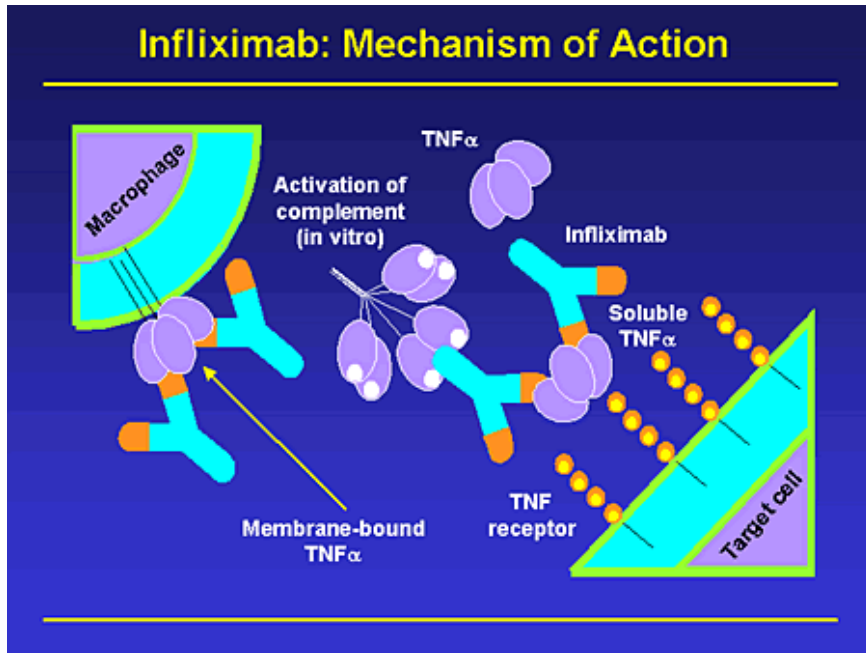 Infliximab: Mechanism of Action
Macrophage
TNFα
Activation of
complement
(in vitro)
Infliximab
Soluble
TNFα
TNF
receptor
Membrane-bound
TNFα
Target cell